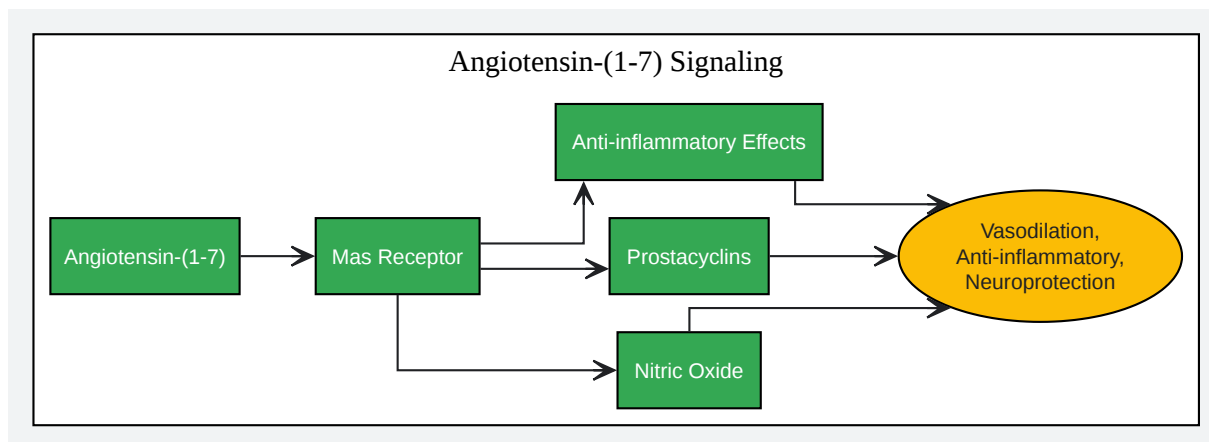 Angiotensin-(1-7) Signaling
Anti-inflammatory Effects
Angiotensin-(1-7)
Mas Receptor
Prostacyclins
Vasodilation,
Anti-inflammatory,
Neuroprotection
Nitric Oxide